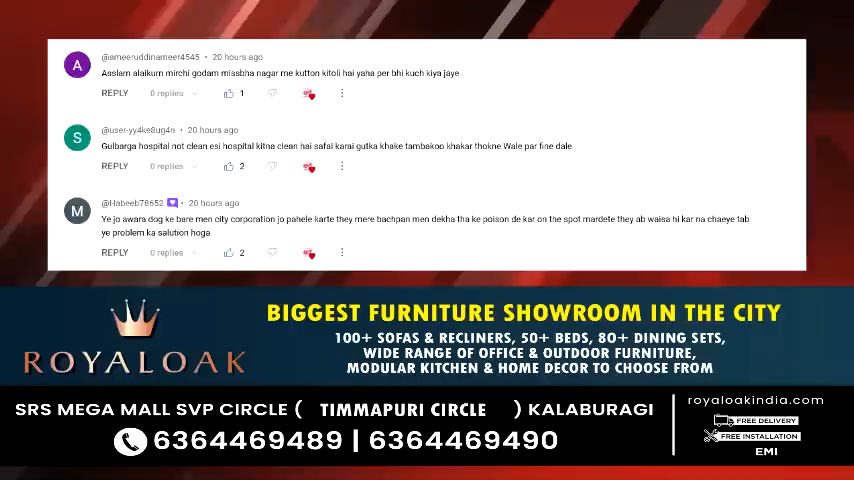 @ameeruddinameer4545 • 20 hours ago
Asslam alaikum mirchi godam missbha nagar me kutton kitoli hai yaha per bhi kuch kiya jaye
REPLY 0 replies 1
@user-yy4ke8ug4n • 20 hours ago
Gulbarga hospital not clean esi hospital kitna clean hai safai karai gutka khake tambakoo khakar thokne Wale par fine dale
REPLY 0 replies 2
@Habeeb78652 • 20 hours ago
Ye jo awara dog ke bare men city corporation jo pahele karte they mere bachpan men dekha tha ke poison de kar on the spot mardete they ab waisa hi kar na chaeye tab
ye problem ka salution hoga
REPLY 0 replies 2
A
S
M
ROYALOAK
BIGGEST FURNITURE SHOWROOM IN THE CITY
100+ SOFAS & RECLINERS, 50+ BEDS, 80+ DINING SETS,
WIDE RANGE OF OFFICE & OUTDOOR FURNITURE,
MODULAR KITCHEN & HOME DECOR TO CHOOSE FROM
SRS MEGA MALL SVP CIRCLE ( TIMMAPURI CIRCLE ) KALABURAGI
6364469489 | 6364469490
royaloakindia.com
FREE DELIVERY
FREE INSTALLATION
EMI